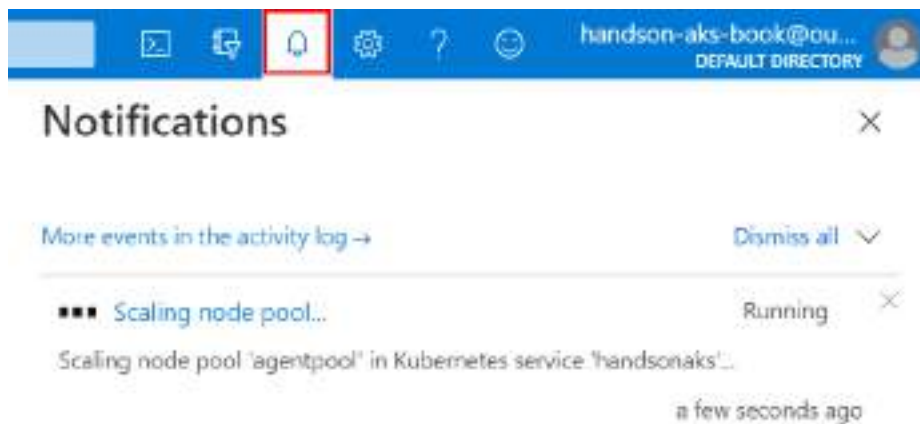 handson-aks-book@ou...
DEFAULT DIRECTORY
Notifications
More events in the activity log →
Dismiss all
Scaling node pool...
Running
Scaling node pool 'agentpool' in Kubernetes service 'handsonaks'...
a few seconds ago